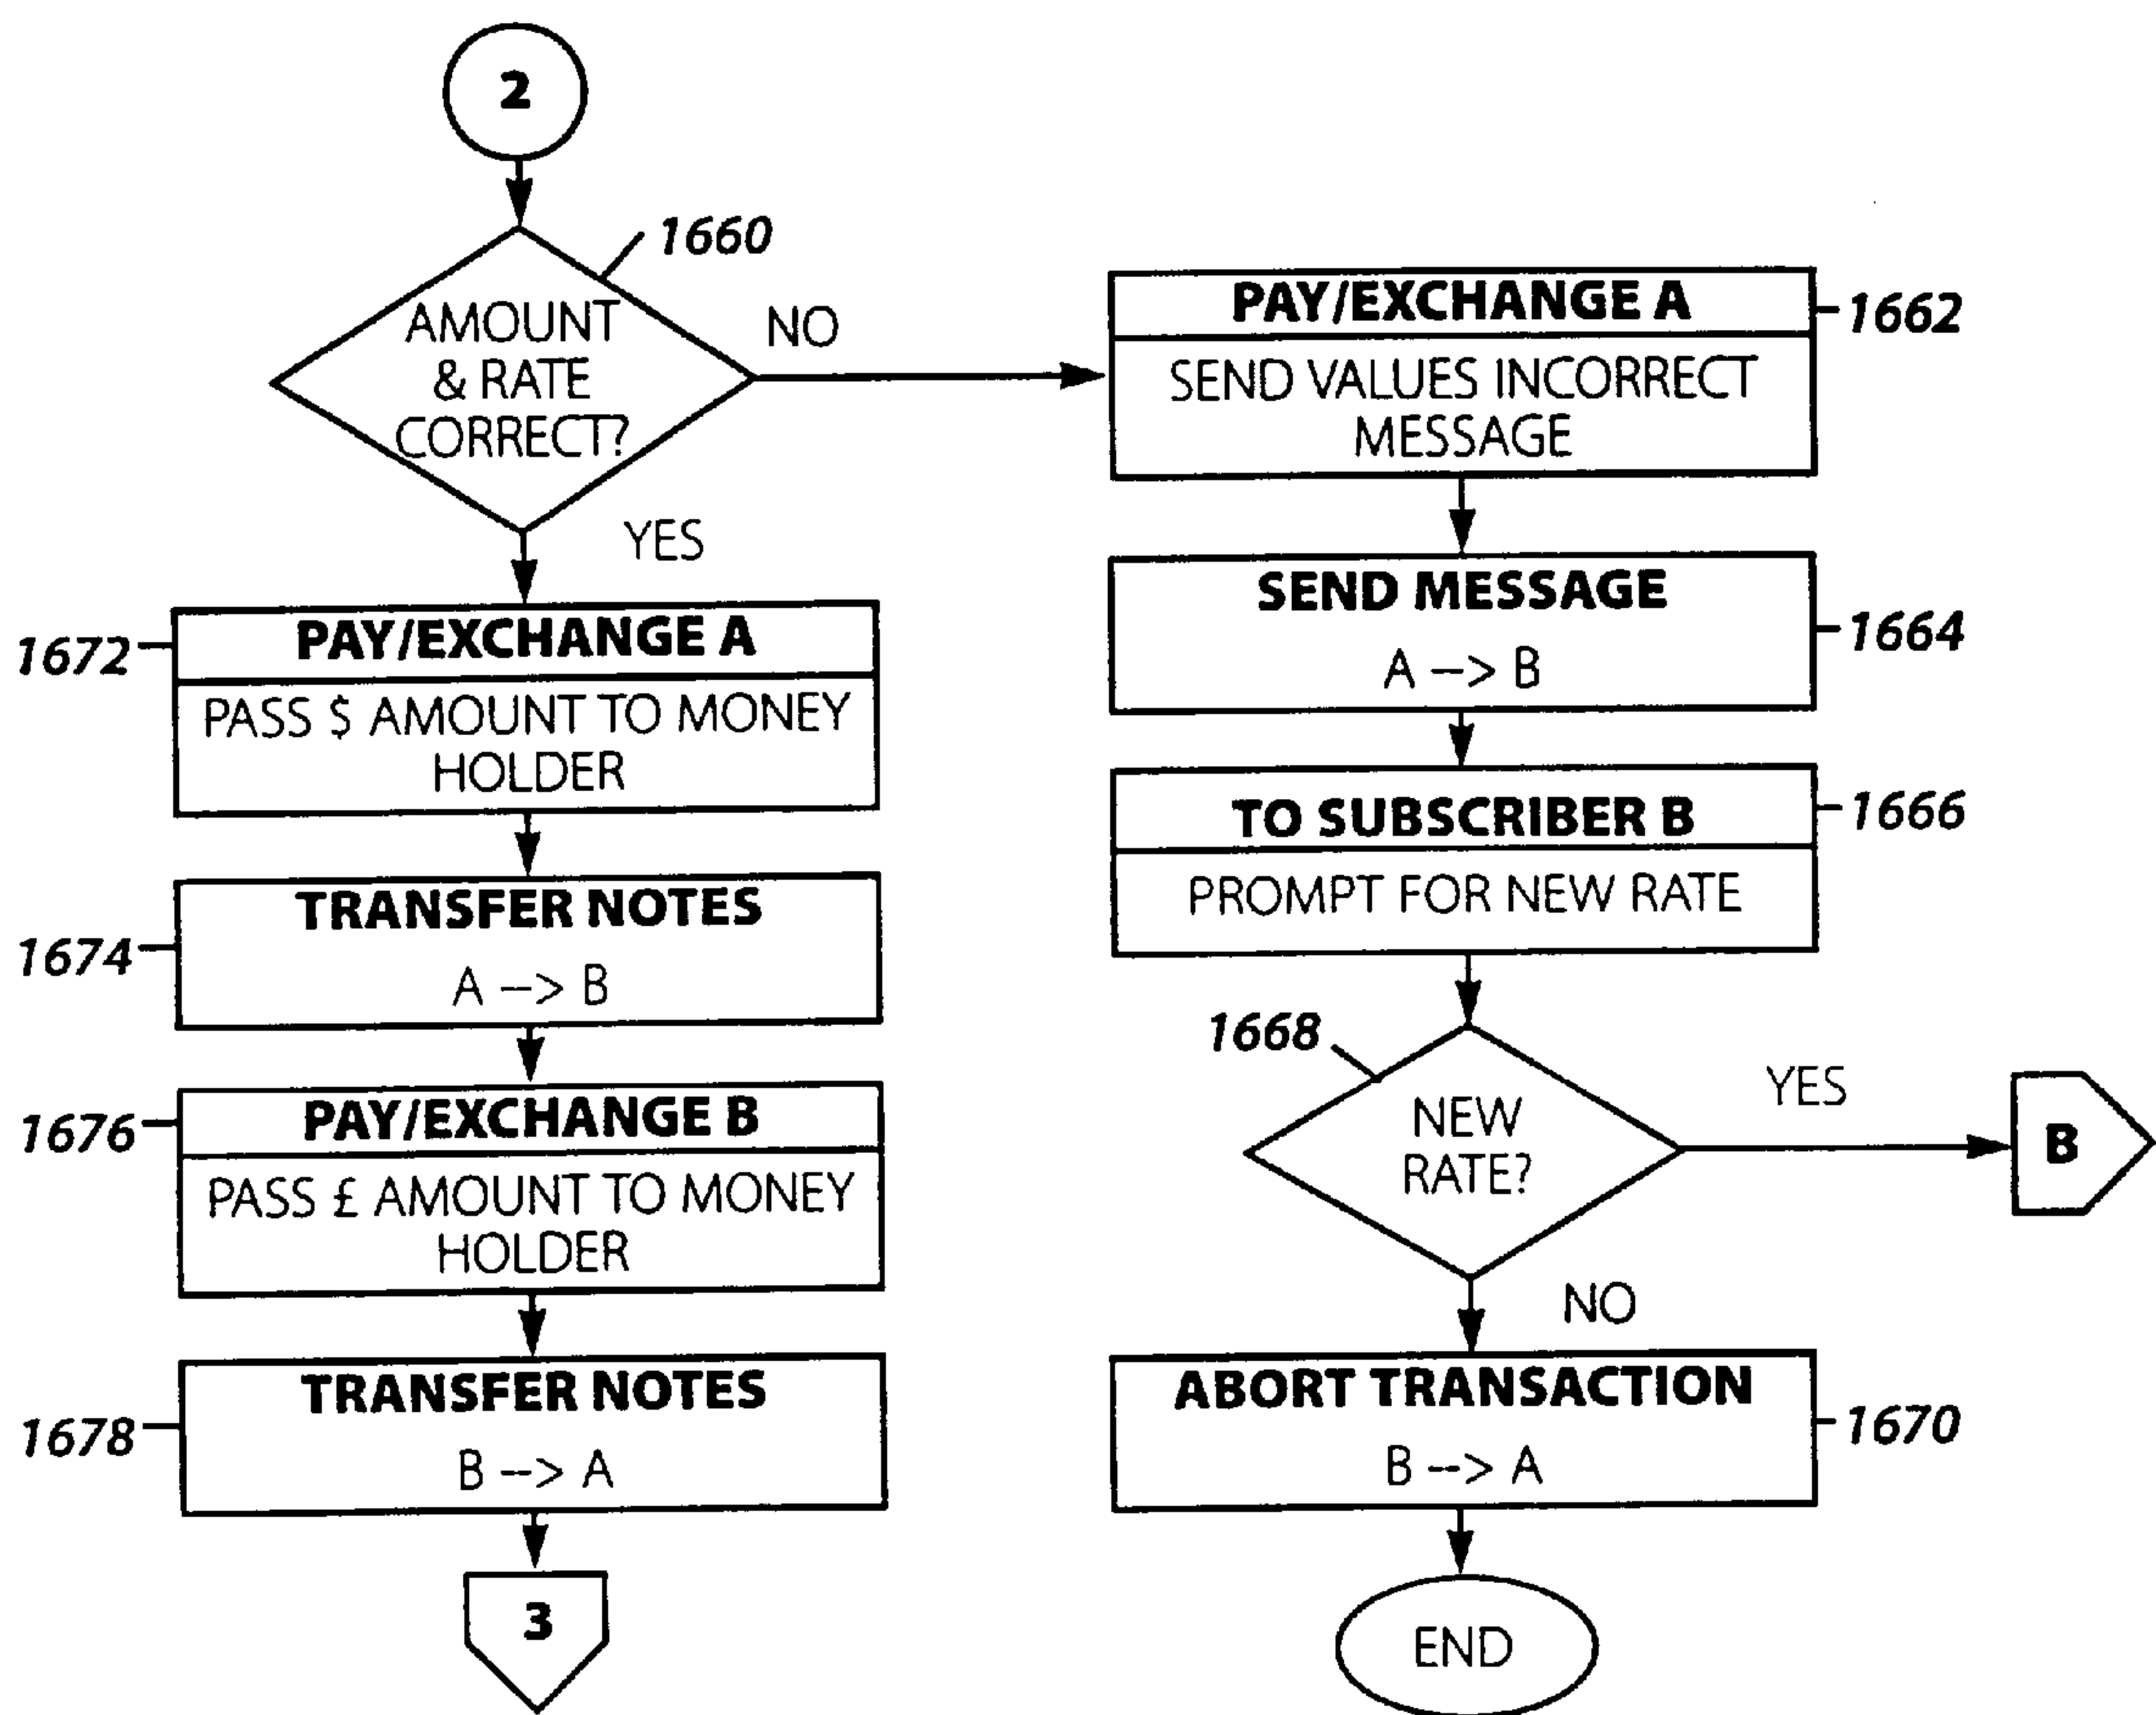 2
1660
AMOUNT
& RATE
CORRECT?
NO
YES
1672
PAY/EXCHANGE A
PASS $ AMOUNT TO MONEY
HOLDER
TRANSFER NOTES
1674
A --> B
PAY/EXCHANGE B
1676
PASS £ AMOUNT TO MONEY
HOLDER
TRANSFER NOTES
1678
B --> A
3
PAY/EXCHANGE A
1662
SEND VALUES INCORRECT
MESSAGE
SEND MESSAGE
1664
A --> B
TO SUBSCRIBER B
1666
PROMPT FOR NEW RATE
1668
NEW
RATE?
YES
B
NO
ABORT TRANSACTION
1670
B --> A
END